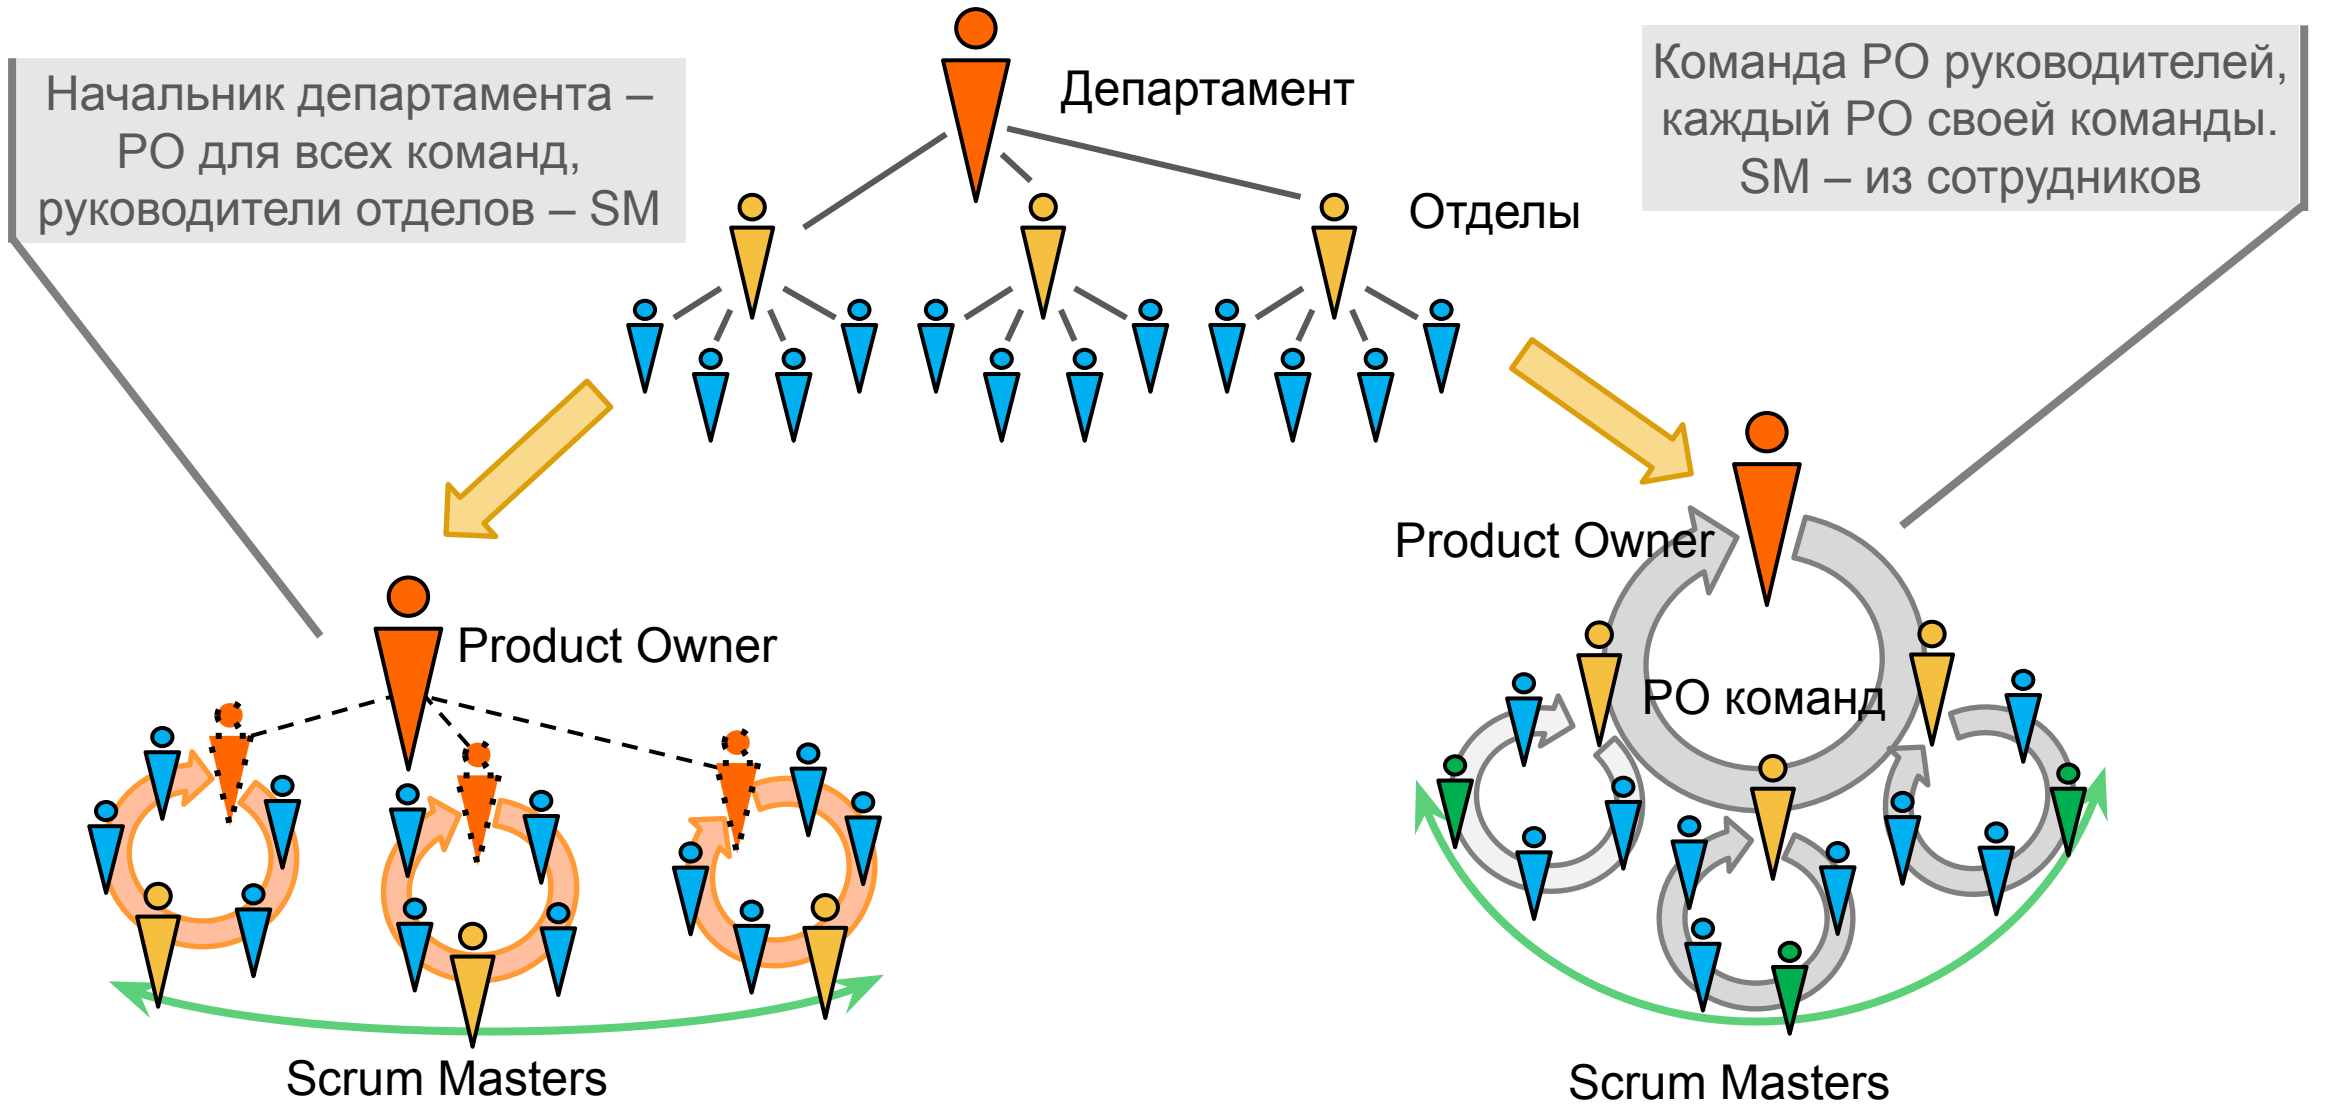 Начальник департамента –
PO для всех команд,
руководители отделов – SM
Департамент
Команда PO руководителей,
каждый PO своей команды.
SM – из сотрудников
Отделы
Product Owner
Product Owner
PO команд
Scrum Masters
Scrum Masters